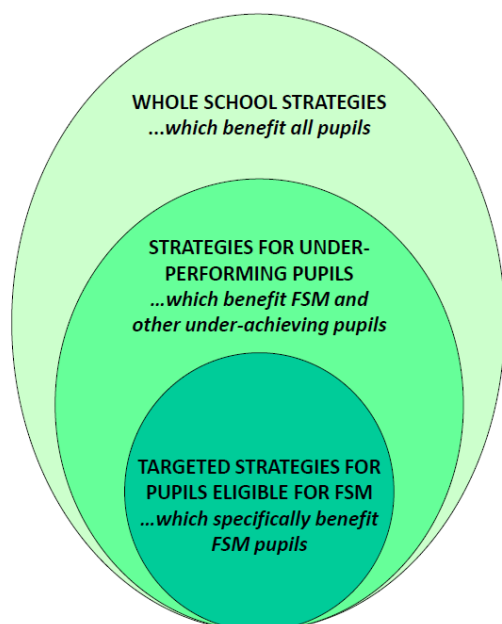 WHOLE SCHOOL STRATEGIES
...which benefit all pupils
STRATEGIES FOR UNDER-
PERFORMING PUPILS
...which benefit FSM and
other under-achieving pupils
TARGETED STRATEGIES FOR
PUPILS ELIGIBLE FOR FSM
...which specifically benefit
FSM pupils